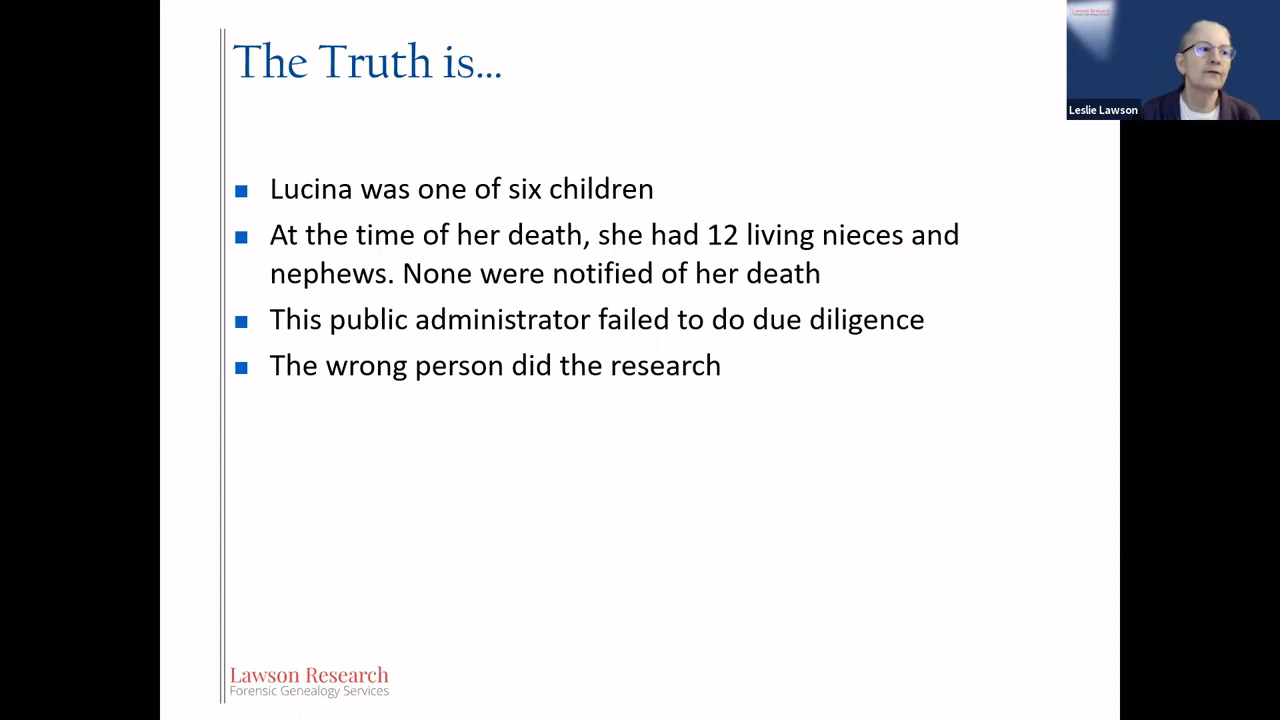 The Truth is...
Lucina was one of six children
At the time of her death, she had 12 living nieces and
nephews. None were notified of her death
This public administrator failed to do due diligence
The wrong person did the research
Lawson Research
Forensic Genealogy Services
Lawson Research
Leslie Lawson